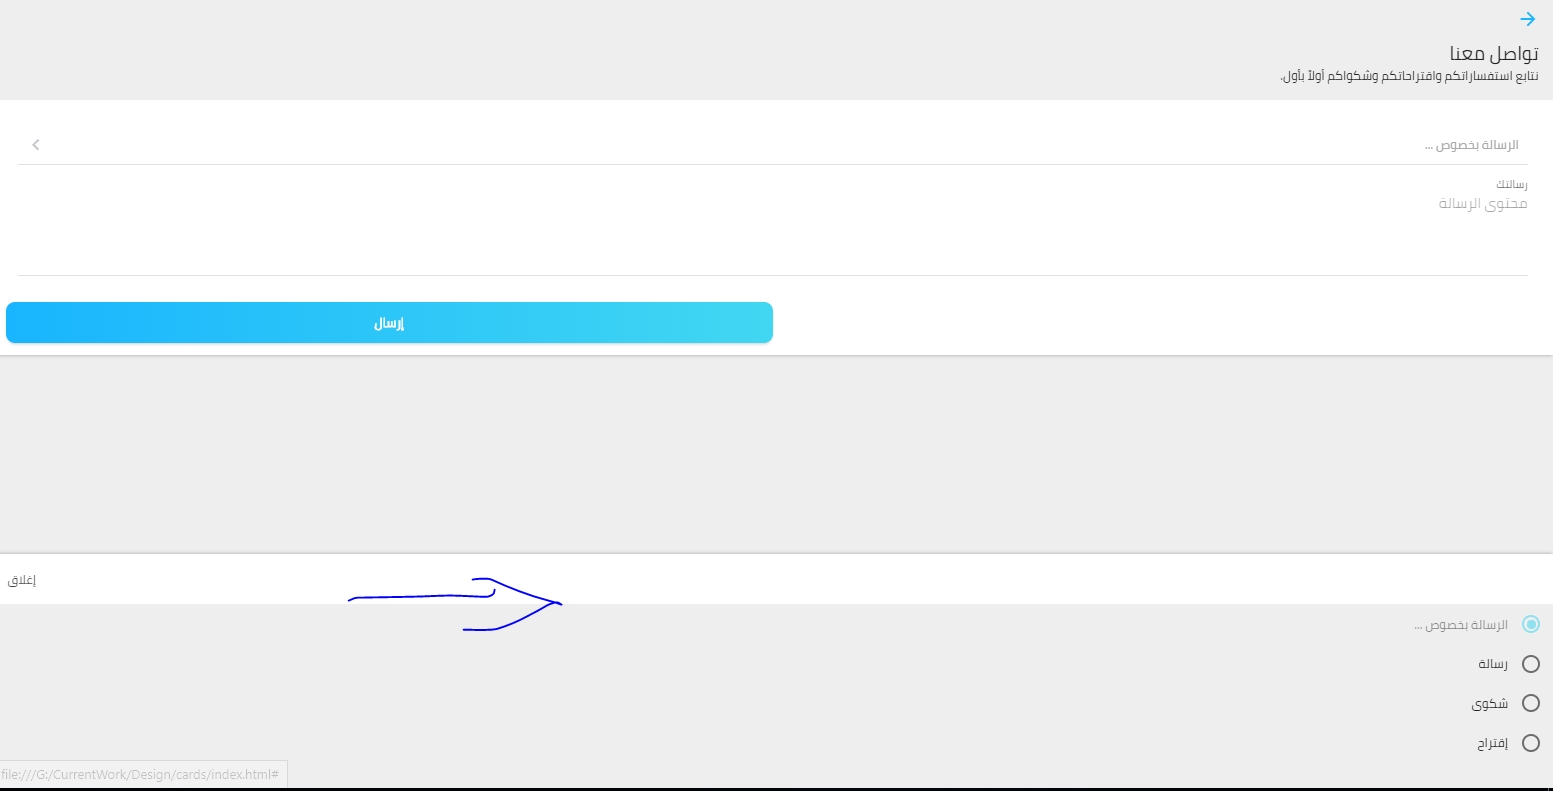 تواصل معنا
نتابع استفساراتكم واقتراحاتكم وشكواكم أولاً بأول.
الرسالة بخصوص ...
رسالتك
محتوى الرسالة
إرسال
إغلاق
الرسالة بخصوص ...
رسالة
شكوى
إقتراح
file:///G:/CurrentWork/Design/cards/index.html#